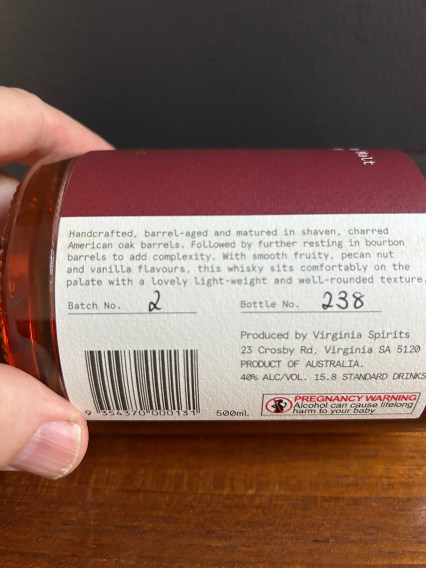 Malt
Handcrafted, barrel-aged and matured in shaven, charred
American oak barrels. Followed by further resting in bourbon
barrels to add complexity. With smooth fruity, pecan nut
and vanilla flavours, this whisky sits comfortably on the
palate with a lovely light-weight and well-rounded texture.
Batch No. 2
Bottle No. 238
Produced by Virginia Spirits
23 Crosby Rd, Virginia SA 5120
PRODUCT OF AUSTRALIA.
40% ALC/VOL. 15.8 STANDARD DRINKS
9 354370 000131
500mL
PREGNANCY WARNING
Alcohol can cause lifelong
harm to your baby